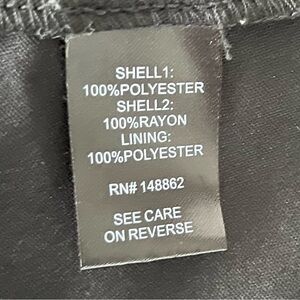 SHELL1:
100%POLYESTER
SHELL2:
100%RAYON
LINING:
100%POLYESTER
RN# 148862
SEE CARE
ON REVERSE